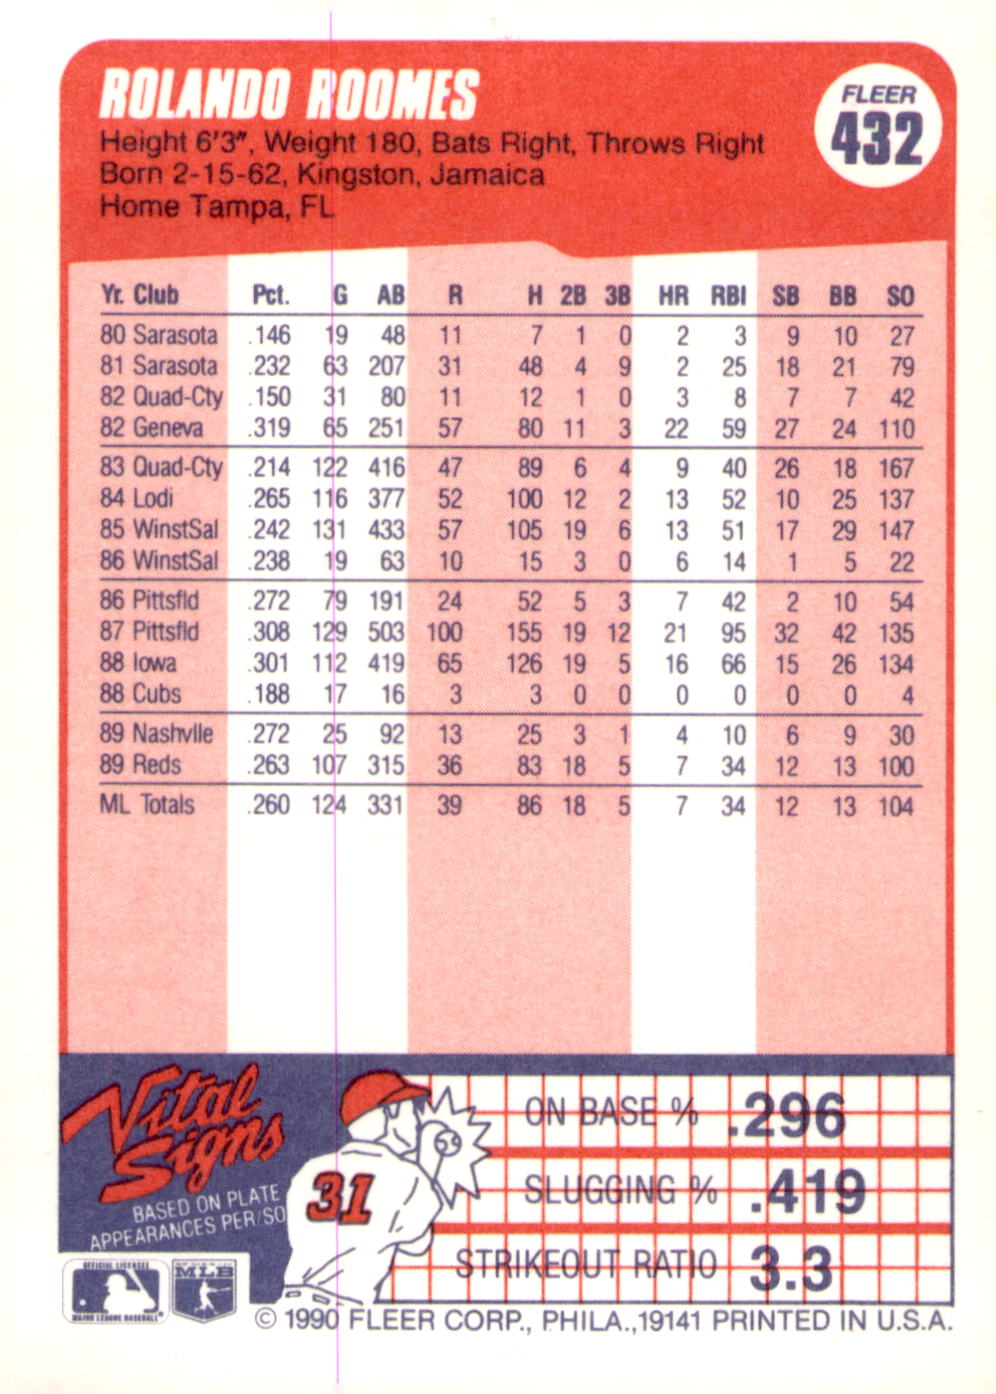 ROLANDO ROOMES
FLEER
432
Height 6'3", Weight 180, Bats Right, Throws Right
Born 2-15-62, Kingston, Jamaica
Home Tampa, FL
Yr. Club Pct. G AB R H 2B 3B HR RBI SB BB SO
80 Sarasota .146 19 48 11 7 1 0 2 3 9 10 27
81 Sarasota .232 63 207 31 48 4 9 2 25 18 21 79
82 Quad-Cty .150 31 80 11 12 1 0 3 8 7 7 42
82 Geneva .319 65 251 57 80 11 3 22 59 27 24 110
83 Quad-Cty .214 122 416 47 89 6 4 9 40 26 18 167
84 Lodi .265 116 377 52 100 12 2 13 52 10 25 137
85 WinstSal .242 131 433 57 105 19 6 13 51 17 29 147
86 WinstSal .238 19 63 10 15 3 0 6 14 1 5 22
86 Pittsfld .272 79 191 24 52 5 3 7 42 2 10 54
87 Pittsfld .308 129 503 100 155 19 12 21 95 32 42 135
88 Iowa .301 112 419 65 126 19 5 16 66 15 26 134
88 Cubs .188 17 16 3 3 0 0 0 0 0 0 4
89 Nashvlle .272 25 92 13 25 3 1 4 10 6 9 30
89 Reds .263 107 315 36 83 18 5 7 34 12 13 100
ML Totals .260 124 331 39 86 18 5 7 34 12 13 104
Vital
Signs
BASED ON PLATE
APPEARANCES PER/SO
31
ON BASE % .296
SLUGGING % .419
STRIKEOUT RATIO 3.3
OFFICIAL LICENSEE
MAJOR LEAGUE BASEBALL®
MLB
© 1990 FLEER CORP., PHILA.,19141 PRINTED IN U.S.A.